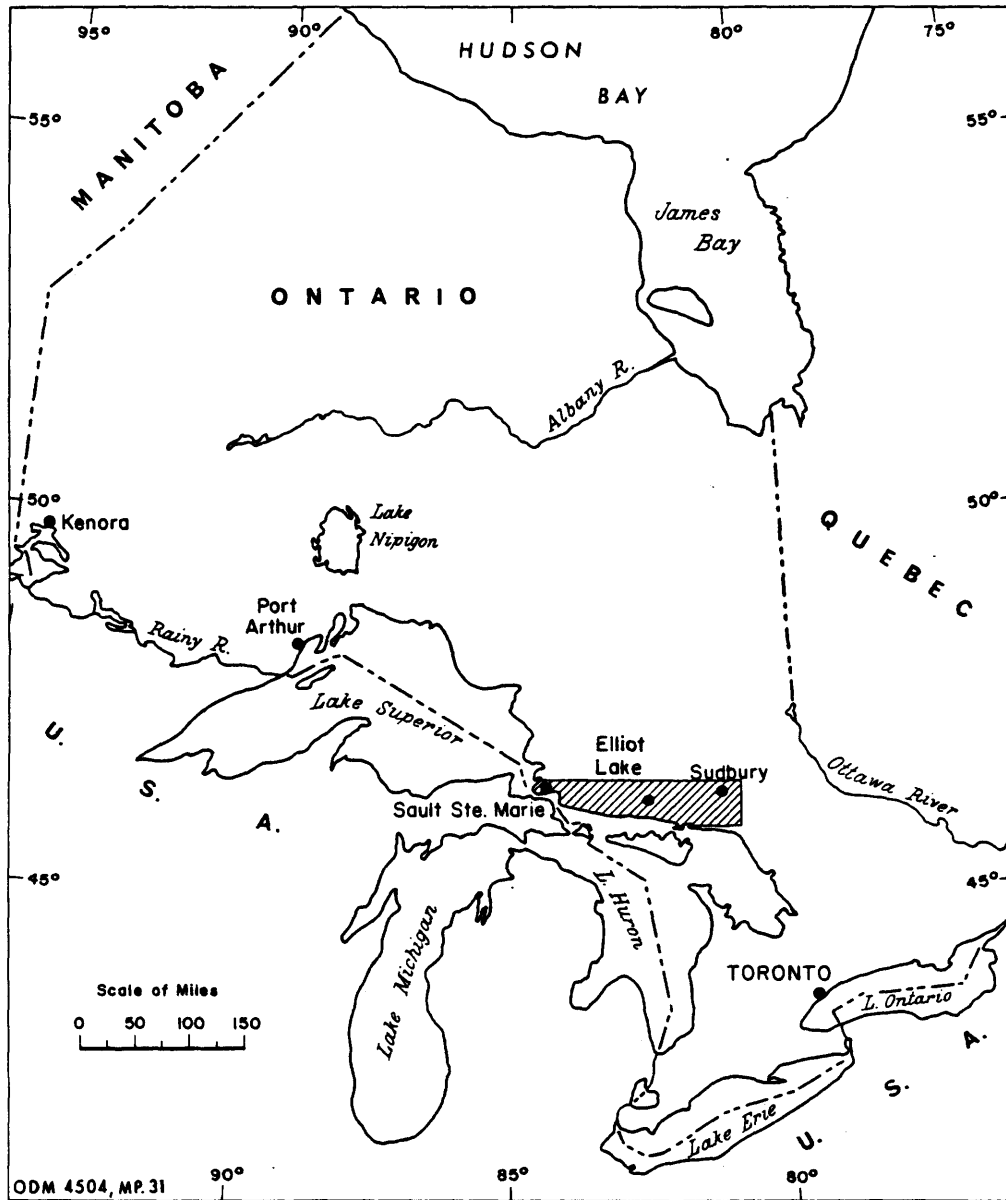 95° 90° 80° 75°
HUDSON
BAY
55° 55°
MANITOBA
James
Bay
ONTARIO
Albany R.
50° 50°
Kenora
Lake
Nipigon
QUEBEC
Port
Arthur
Rainy R.
Lake Superior
U. S. A.
Elliot
Lake
Sudbury
Ottawa River
Sault Ste. Marie
45° 45°
L. Huron
Lake Michigan
TORONTO
L. Ontario
Scale of Miles
0 50 100 150
Lake Erie
U. S. A.
90° 85° 80°
ODM 4504, MP. 31